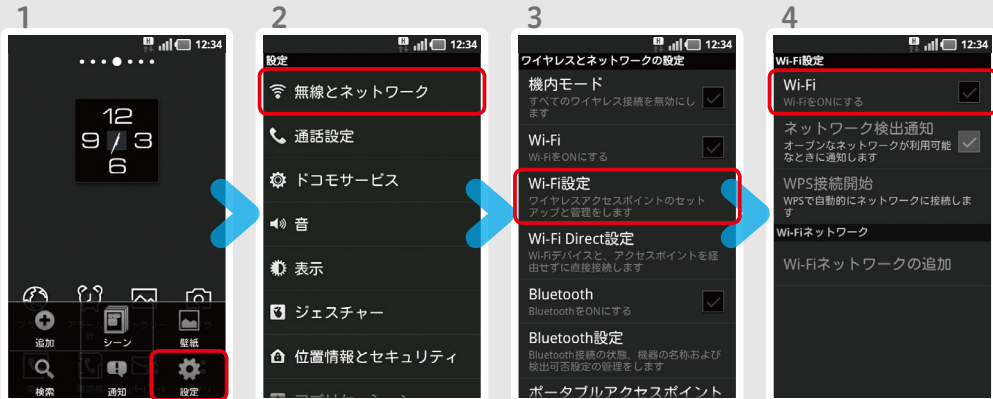 1
12:34
12
9 3
6
追加
シーン
壁紙
検索
通知
設定
2
12:34
設定
無線とネットワーク
通話設定
ドコモサービス
音
表示
ジェスチャー
位置情報とセキュリティ
3
12:34
ワイヤレスとネットワークの設定
機内モード
すべてのワイヤレス接続を無効にし
ます
Wi-Fi
Wi-FiをONにする
Wi-Fi設定
ワイヤレスアクセスポイントのセット
アップと管理をします
Wi-Fi Direct設定
Wi-Fiデバイスと、アクセスポイントを経
由せずに直接接続します
Bluetooth
BluetoothをONにする
Bluetooth設定
Bluetooth接続の状態、機器の名称および
検出可否設定の管理をします
ポータブルアクセスポイント
4
12:34
Wi-Fi設定
Wi-Fi
Wi-FiをONにする
ネットワーク検出通知
オープンなネットワークが利用可能
なときに通知します
WPS接続開始
WPSで自動的にネットワークに接続しま
す
Wi-Fiネットワーク
Wi-Fiネットワークの追加